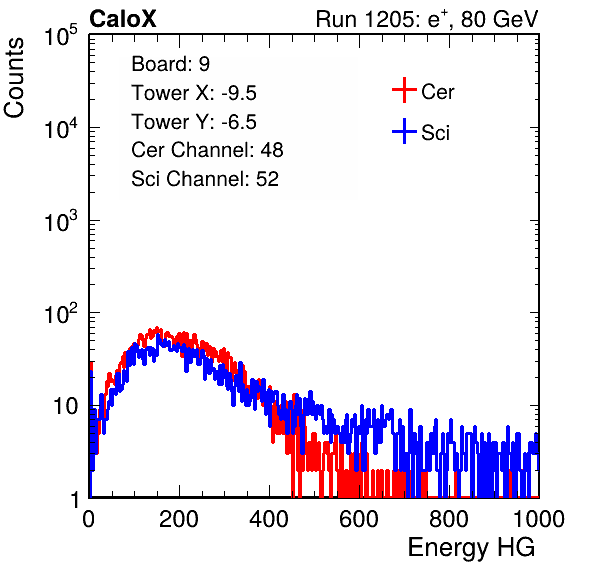 CaloX Run 1205: e⁺, 80 GeV
Counts
Board: 9
Tower X: -9.5
Tower Y: -6.5
Cer Channel: 48
Sci Channel: 52
Cer
Sci
10⁵
10⁴
10³
10²
10
1
0 200 400 600 800 1000
Energy HG